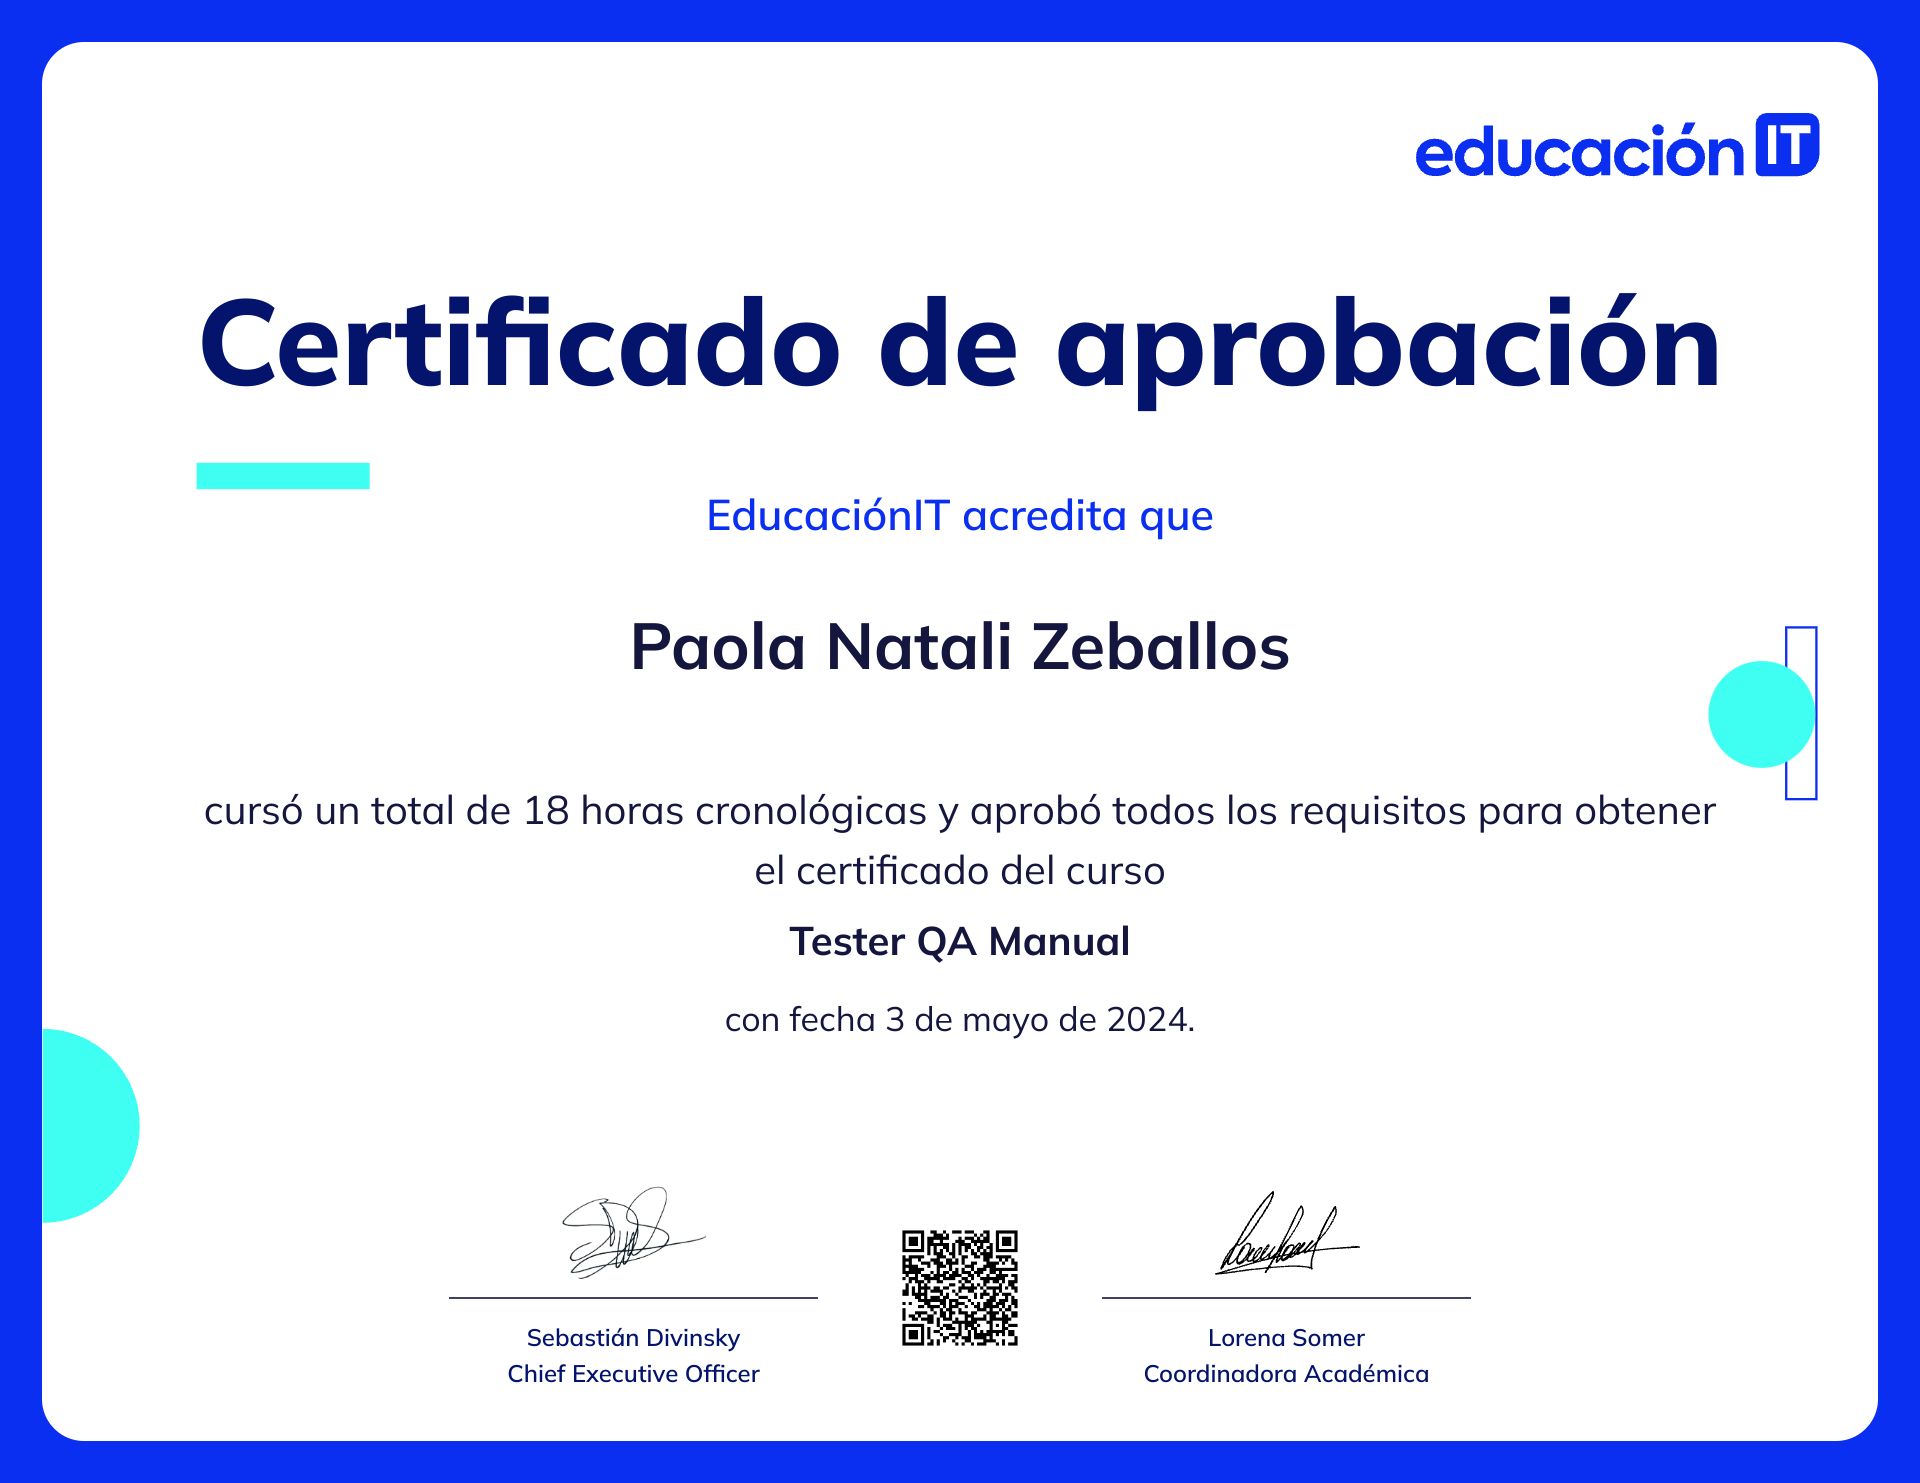 educación IT
Certificado de aprobación
EducaciónIT acredita que
Paola Natali Zeballos
cursó un total de 18 horas cronológicas y aprobó todos los requisitos para obtener
el certificado del curso
Tester QA Manual
con fecha 3 de mayo de 2024.
Sebastián Divinsky
Chief Executive Officer
Lorena Somer
Coordinadora Académica